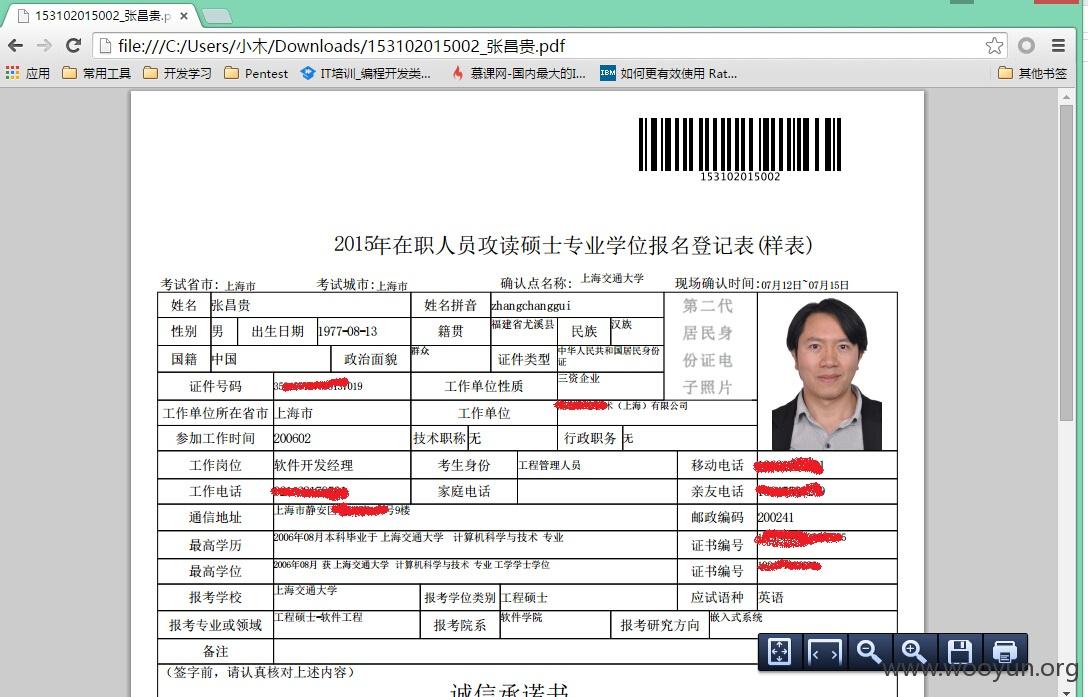 153102015002_张昌贵.p
file:///C:/Users/小木/Downloads/153102015002_张昌贵.pdf
应用 常用工具 开发学习 Pentest IT培训_编程开发类... 慕课网-国内最大的I... IBM 如何更有效使用 Rat... 其他书签
153102015002
2015年在职人员攻读硕士专业学位报名登记表(样表)
考试省市: 上海市 考试城市: 上海市 确认点名称: 上海交通大学 现场确认时间: 07月12日~07月15日
姓名 张昌贵 姓名拼音 zhangchanggui 第二代
性别 男 出生日期 1977-08-13 籍贯 福建省尤溪县 民族 汉族 居民身
国籍 中国 政治面貌 群众 证件类型 中华人民共和国居民身份证 份证电
子照片
证件号码 019 工作单位性质 三资企业
工作单位所在省市 上海市 工作单位 术（上海）有限公司
参加工作时间 200602 技术职称 无 行政职务 无
工作岗位 软件开发经理 考生身份 工程管理人员 移动电话
工作电话 家庭电话 亲友电话
通信地址 上海市静安区 号9楼 邮政编码 200241
最高学历 2006年08月本科毕业于 上海交通大学 计算机科学与技术 专业 证书编号
最高学位 2006年08月 获 上海交通大学 计算机科学与技术 专业 工学学士学位 证书编号
报考学校 上海交通大学 报考学位类别 工程硕士 应试语种 英语
报考专业或领域 工程硕士-软件工程 报考院系 软件学院 报考研究方向 嵌入式系统
备注
(签字前，请认真核对上述内容)
诚信承诺书
www.wooyun.org